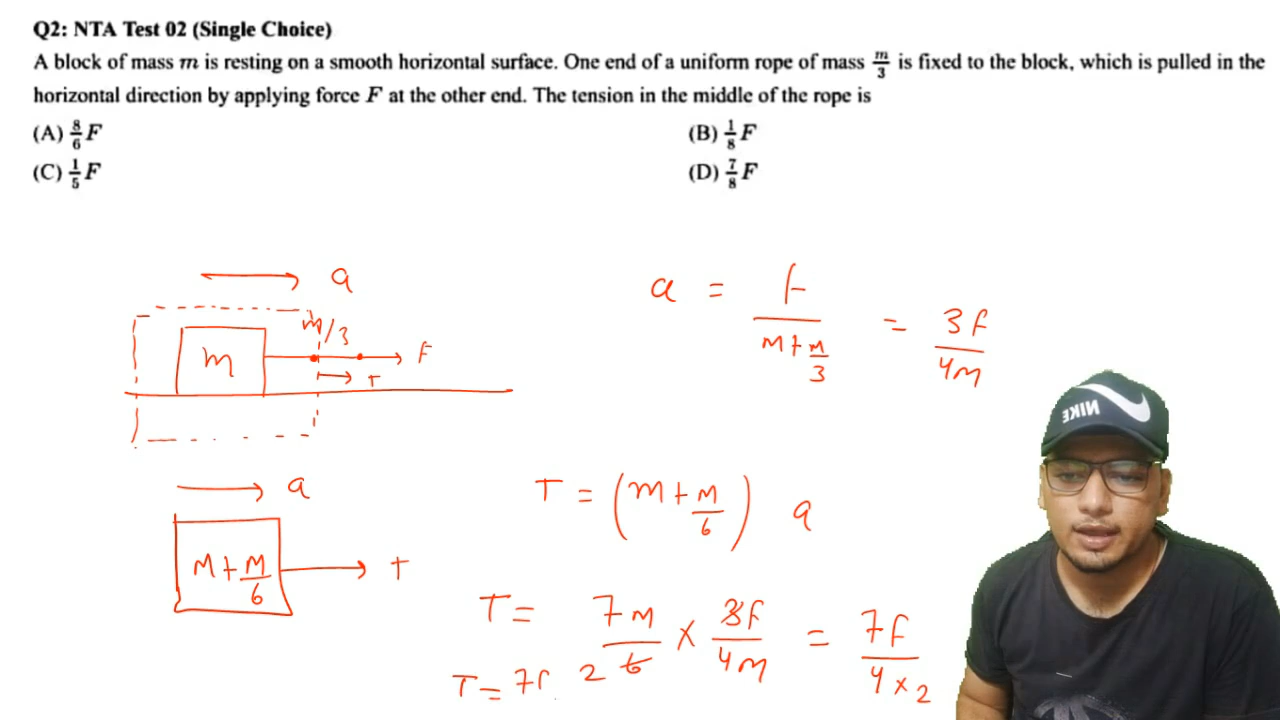 Q2: NTA Test 02 (Single Choice)
A block of mass m is resting on a smooth horizontal surface. One end of a uniform rope of mass m/3 is fixed to the block, which is pulled in the
horizontal direction by applying force F at the other end. The tension in the middle of the rope is
(A) 8/6 F
(B) 1/8 F
(C) 1/5 F
(D) 7/8 F
a
m/3
m
F
T
a = F/(m+m/3) = 3F/4m
NIKE
a
T = (m+m/6) a
m+m/6
T
T = 7m/6 × 3F/4m = 7F/4×2
2
T = 7F